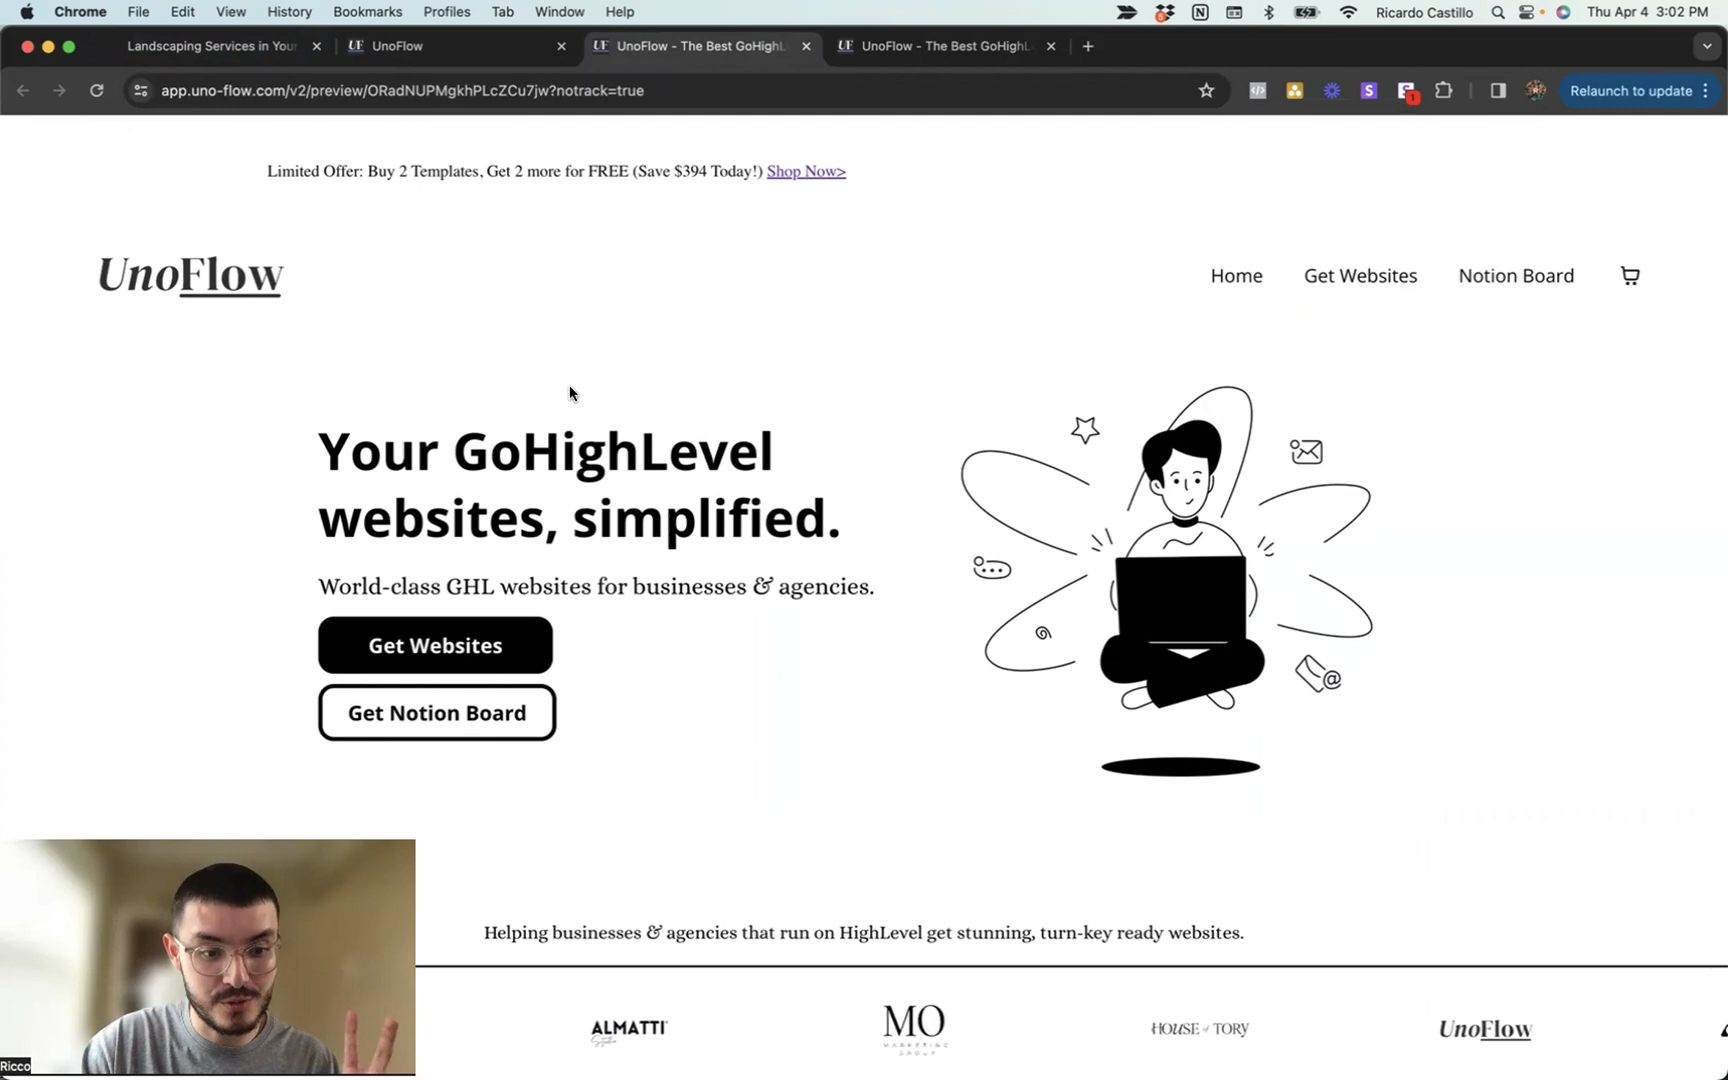 Chrome File Edit View History Bookmarks Profiles Tab Window Help Ricardo Castillo Thu Apr 4 3:02 PM
Landscaping Services in Your UnoFlow UnoFlow - The Best GoHighL UnoFlow - The Best GoHighL
app.uno-flow.com/v2/preview/ORadNUPMgkhPLcZCu7jw?notrack=true Relaunch to update
Limited Offer: Buy 2 Templates, Get 2 more for FREE (Save $394 Today!) Shop Now>
UnoFlow Home Get Websites Notion Board
Your GoHighLevel
websites, simplified.
World-class GHL websites for businesses & agencies.
Get Websites
Get Notion Board
Helping businesses & agencies that run on HighLevel get stunning, turn-key ready websites.
ALMATTI Studio MO MARKETING GROUP HOUSE of TORY UnoFlow
Ricco